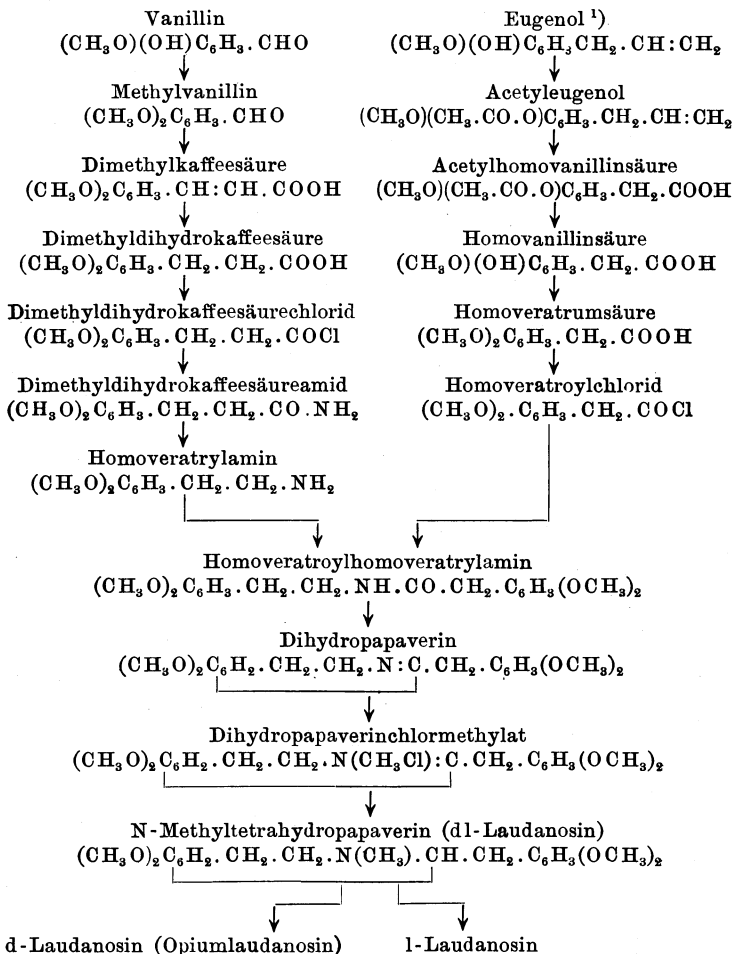 Vanillin
(CH₃O)(OH)C₆H₃.CHO
Methylvanillin
(CH₃O)₂C₆H₃.CHO
Dimethylkaffeesäure
(CH₃O)₂C₆H₃.CH:CH.COOH
Dimethyldihydrokaffeesäure
(CH₃O)₂C₆H₃.CH₂.CH₂.COOH
Dimethyldihydrokaffeesäurechlorid
(CH₃O)₂C₆H₃.CH₂.CH₂.COCl
Dimethyldihydrokaffeesäureamid
(CH₃O)₂C₆H₃.CH₂.CH₂.CO.NH₂
Homoveratrylamin
(CH₃O)₂C₆H₃.CH₂.CH₂.NH₂
Eugenol ¹)
(CH₃O)(OH)C₆H₃CH₂.CH:CH₂
Acetyleugenol
(CH₃O)(CH₃.CO.O)C₆H₃.CH₂.CH:CH₂
Acetylhomovanillinsäure
(CH₃O)(CH₃.CO.O)C₆H₃.CH₂.COOH
Homovanillinsäure
(CH₃O)(OH)C₆H₃.CH₂.COOH
Homoveratrumsäure
(CH₃O)₂C₆H₃.CH₂.COOH
Homoveratroylchlorid
(CH₃O)₂.C₆H₃.CH₂.COCl
Homoveratroylhomoveratrylamin
(CH₃O)₂C₆H₃.CH₂.CH₂.NH.CO.CH₂.C₆H₃(OCH₃)₂
Dihydropapaverin
(CH₃O)₂C₆H₂.CH₂.CH₂.N:C.CH₂.C₆H₃(OCH₃)₂
Dihydropapaverinchlormethylat
(CH₃O)₂C₆H₂.CH₂.CH₂.N(CH₃Cl):C.CH₂.C₆H₃(OCH₃)₂
N-Methyltetrahydropapaverin (dl-Laudanosin)
(CH₃O)₂C₆H₂.CH₂.CH₂.N(CH₃).CH.CH₂.C₆H₃(OCH₃)₂
d-Laudanosin (Opiumlaudanosin)
l-Laudanosin